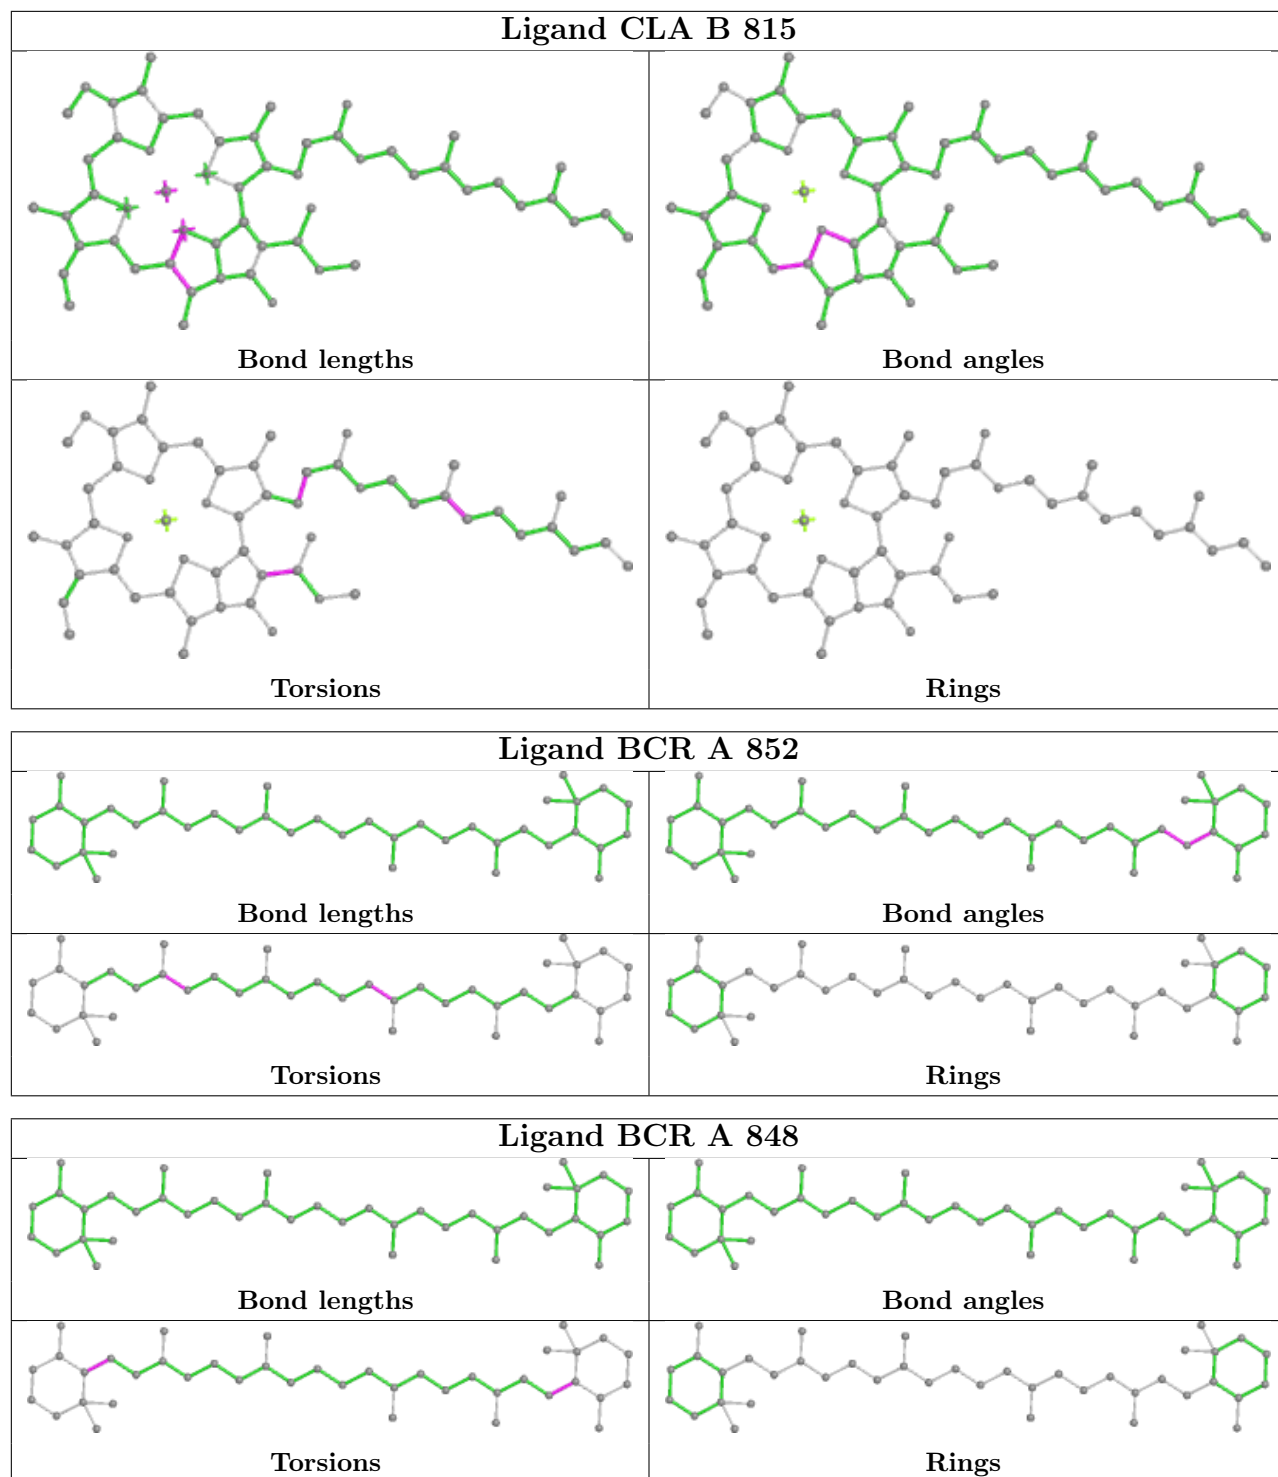 Ligand CLA B 815
Bond lengths
Bond angles
Torsions
Rings
Ligand BCR A 852
Bond lengths
Bond angles
Torsions
Rings
Ligand BCR A 848
Bond lengths
Bond angles
Torsions
Rings